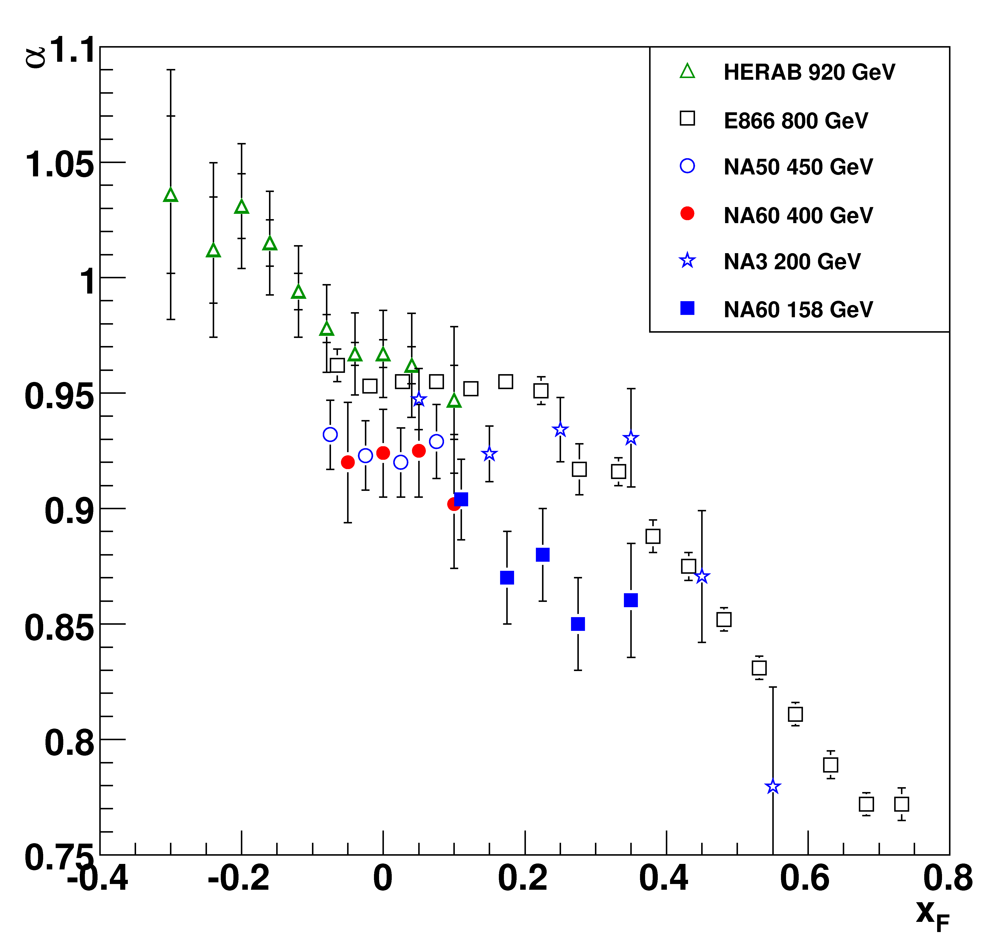 α
1.1
1.05
1
0.95
0.9
0.85
0.8
0.75
-0.4 -0.2 0 0.2 0.4 0.6 0.8
xF
HERAB 920 GeV
E866 800 GeV
NA50 450 GeV
NA60 400 GeV
NA3 200 GeV
NA60 158 GeV